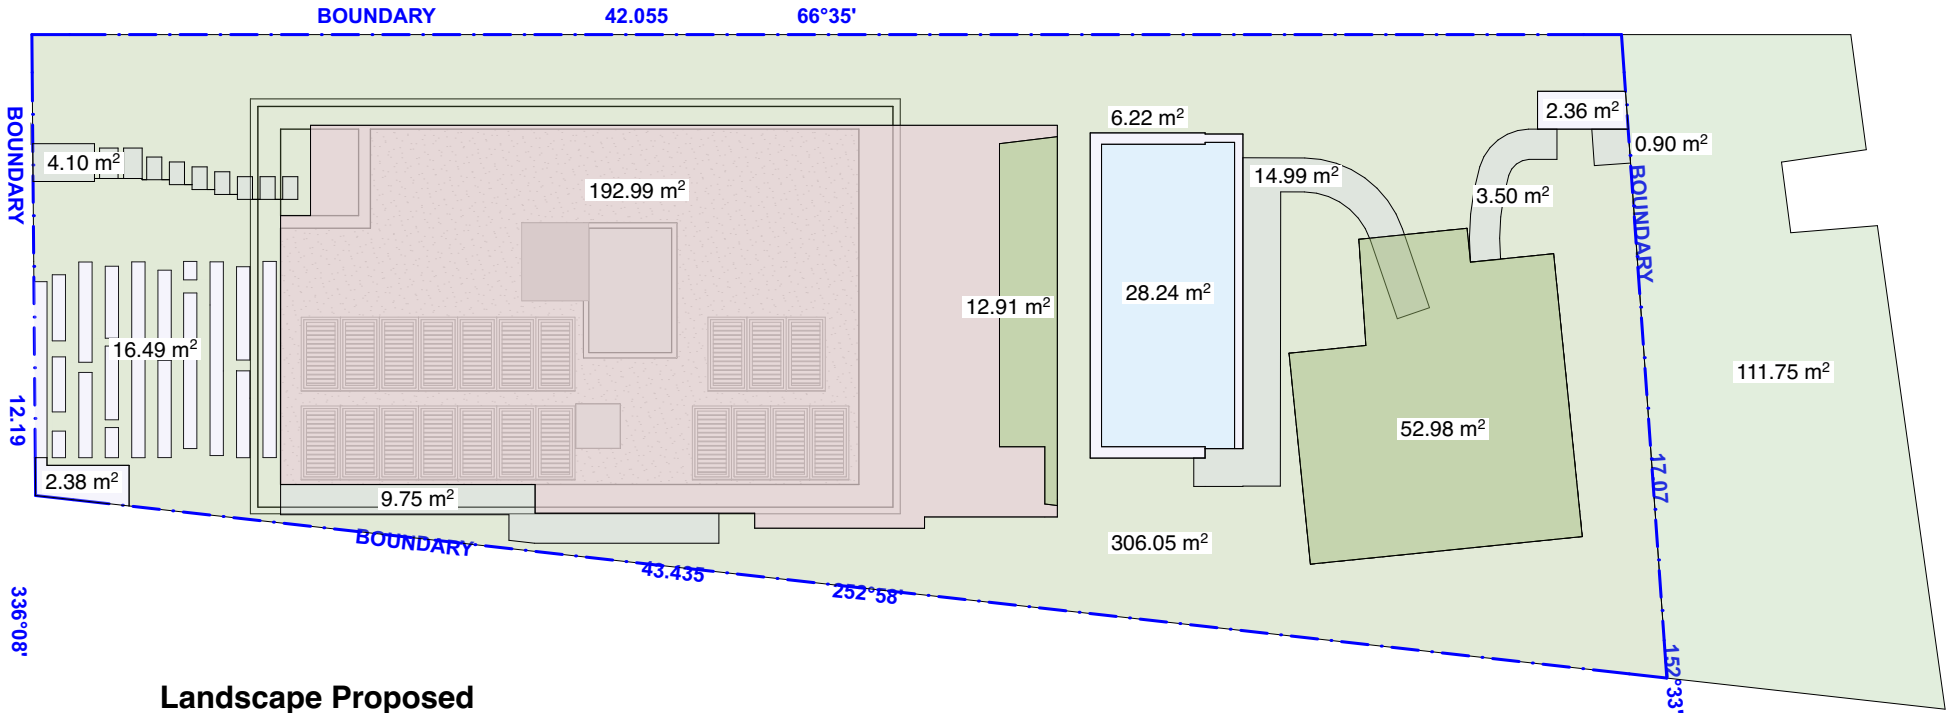 BOUNDARY 42.055 66°35'
BOUNDARY
12.19
336°08'
4.10 m²
192.99 m²
6.22 m²
14.99 m²
2.36 m²
0.90 m²
3.50 m²
BOUNDARY
17.07
152°33'
16.49 m²
12.91 m²
28.24 m²
111.75 m²
52.98 m²
2.38 m²
9.75 m²
306.05 m²
BOUNDARY
43.435
252°58'
Landscape Proposed